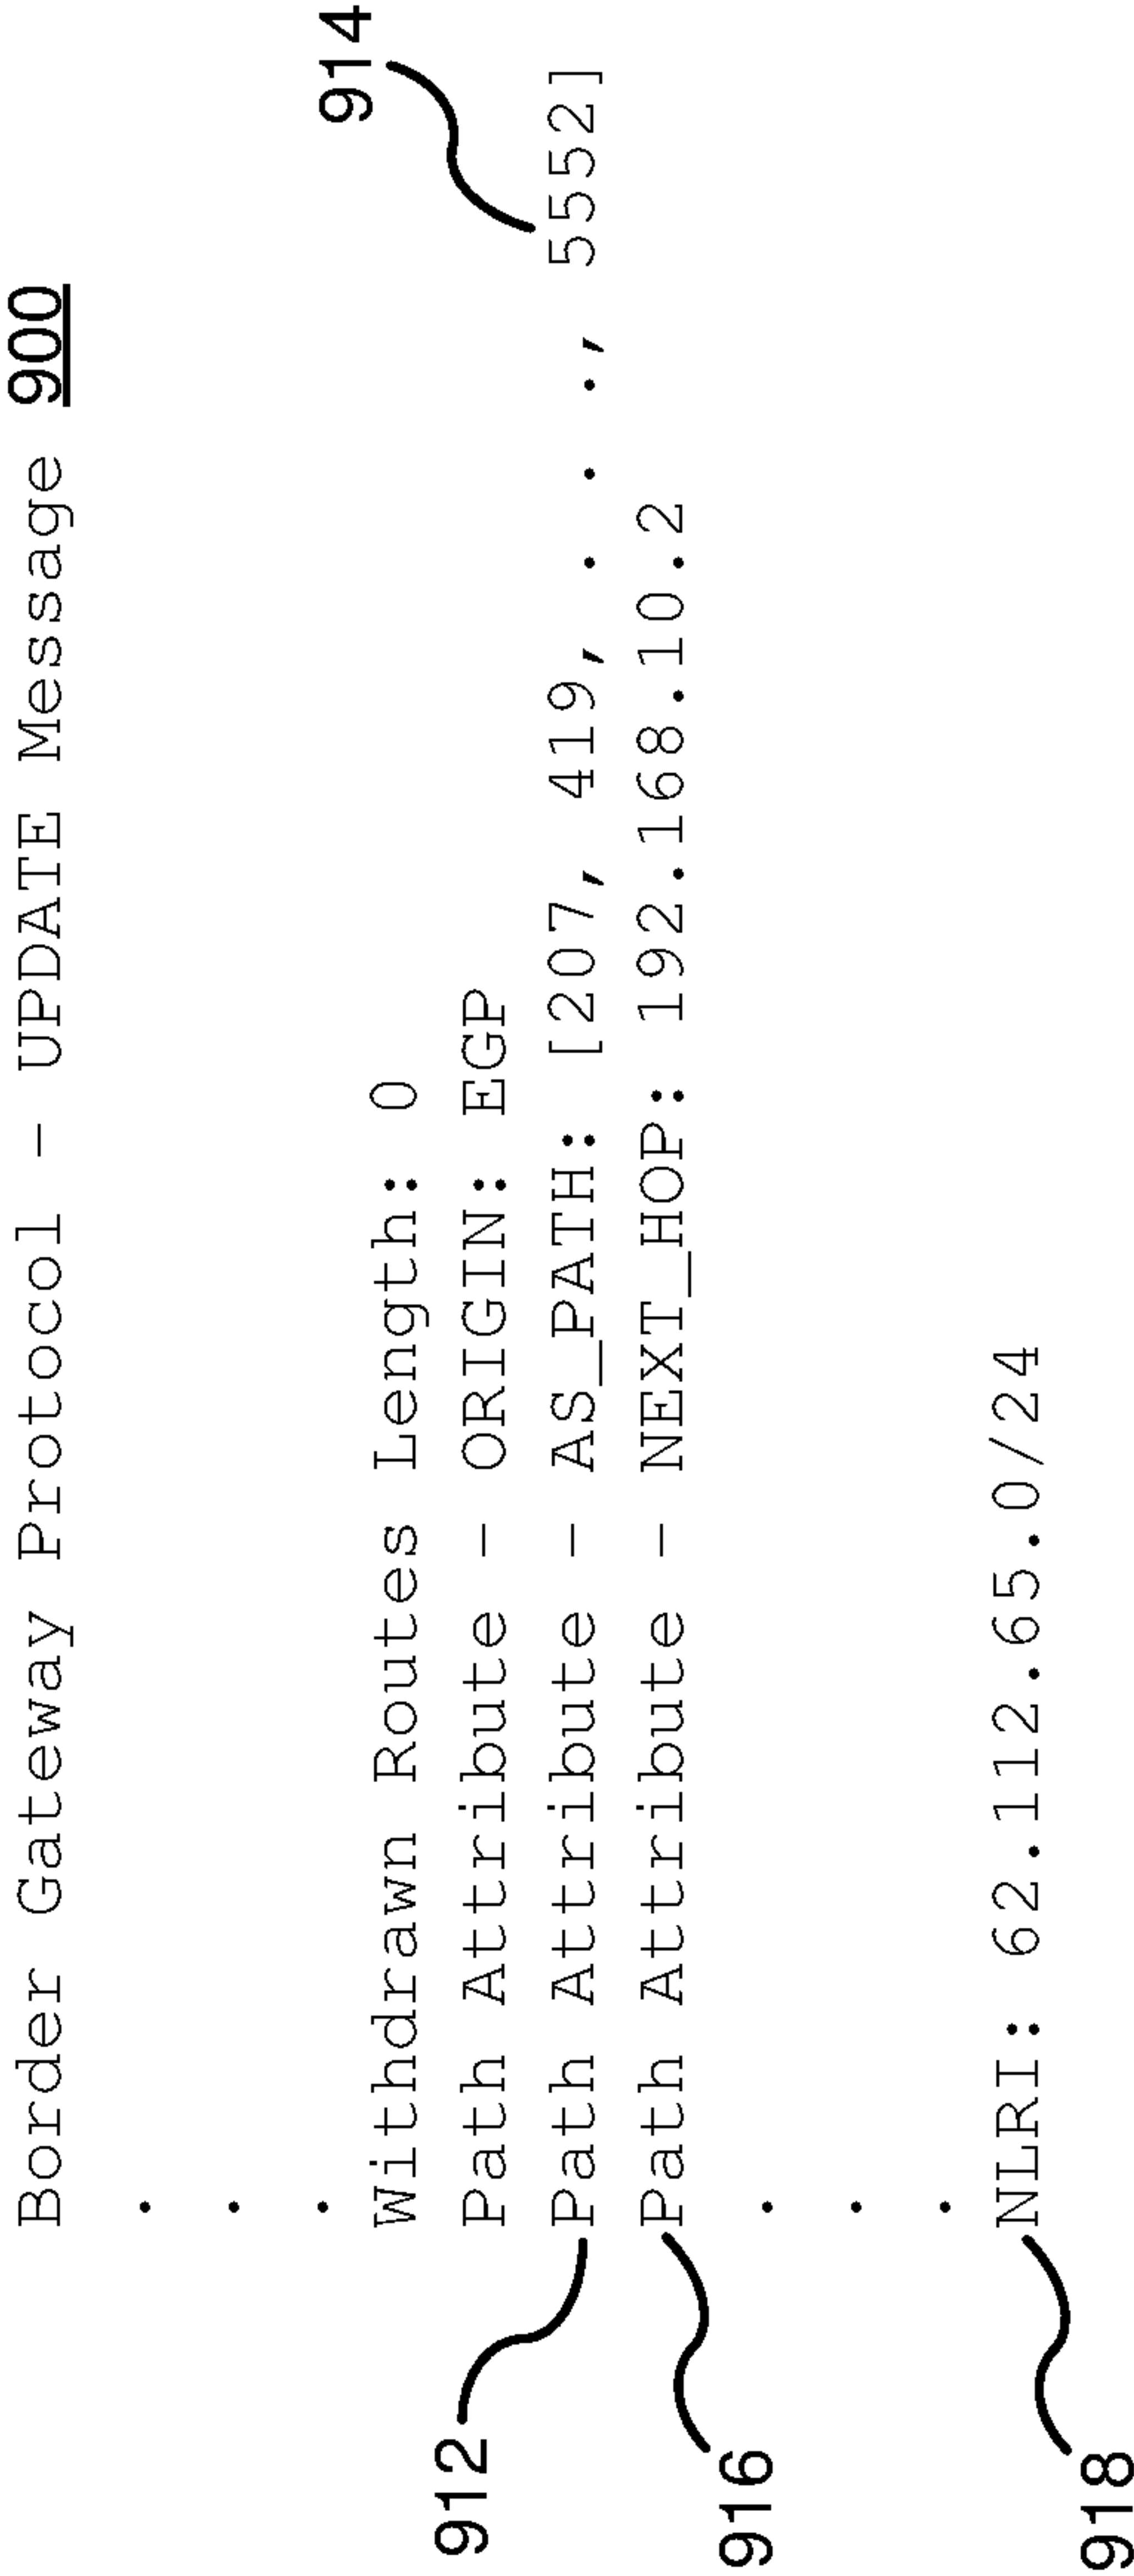 Border Gateway Protocol - UPDATE Message 900
.
.
.
Withdrawn Routes Length: 0
Path Attribute - ORIGIN: EGP
912 Path Attribute - AS_PATH: [207, 419, . . ., 5552] 914
916 Path Attribute - NEXT_HOP: 192.168.10.2
.
.
.
918 NLRI: 62.112.65.0/24